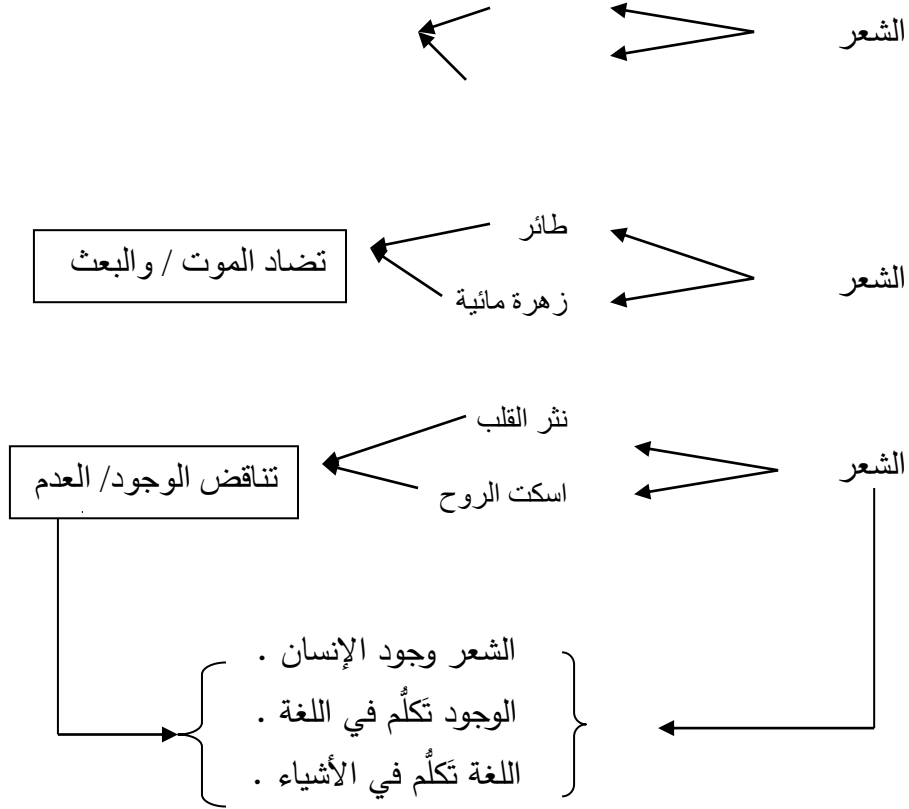 الشعر
طائر
الشعر
تضاد الموت / والبعث
زهرة مائية
نثر القلب
الشعر
تناقض الوجود/ العدم
اسكت الروح
الشعر وجود الإنسان .
الوجود تَكلُّم في اللغة .
اللغة تَكلُّم في الأشياء .